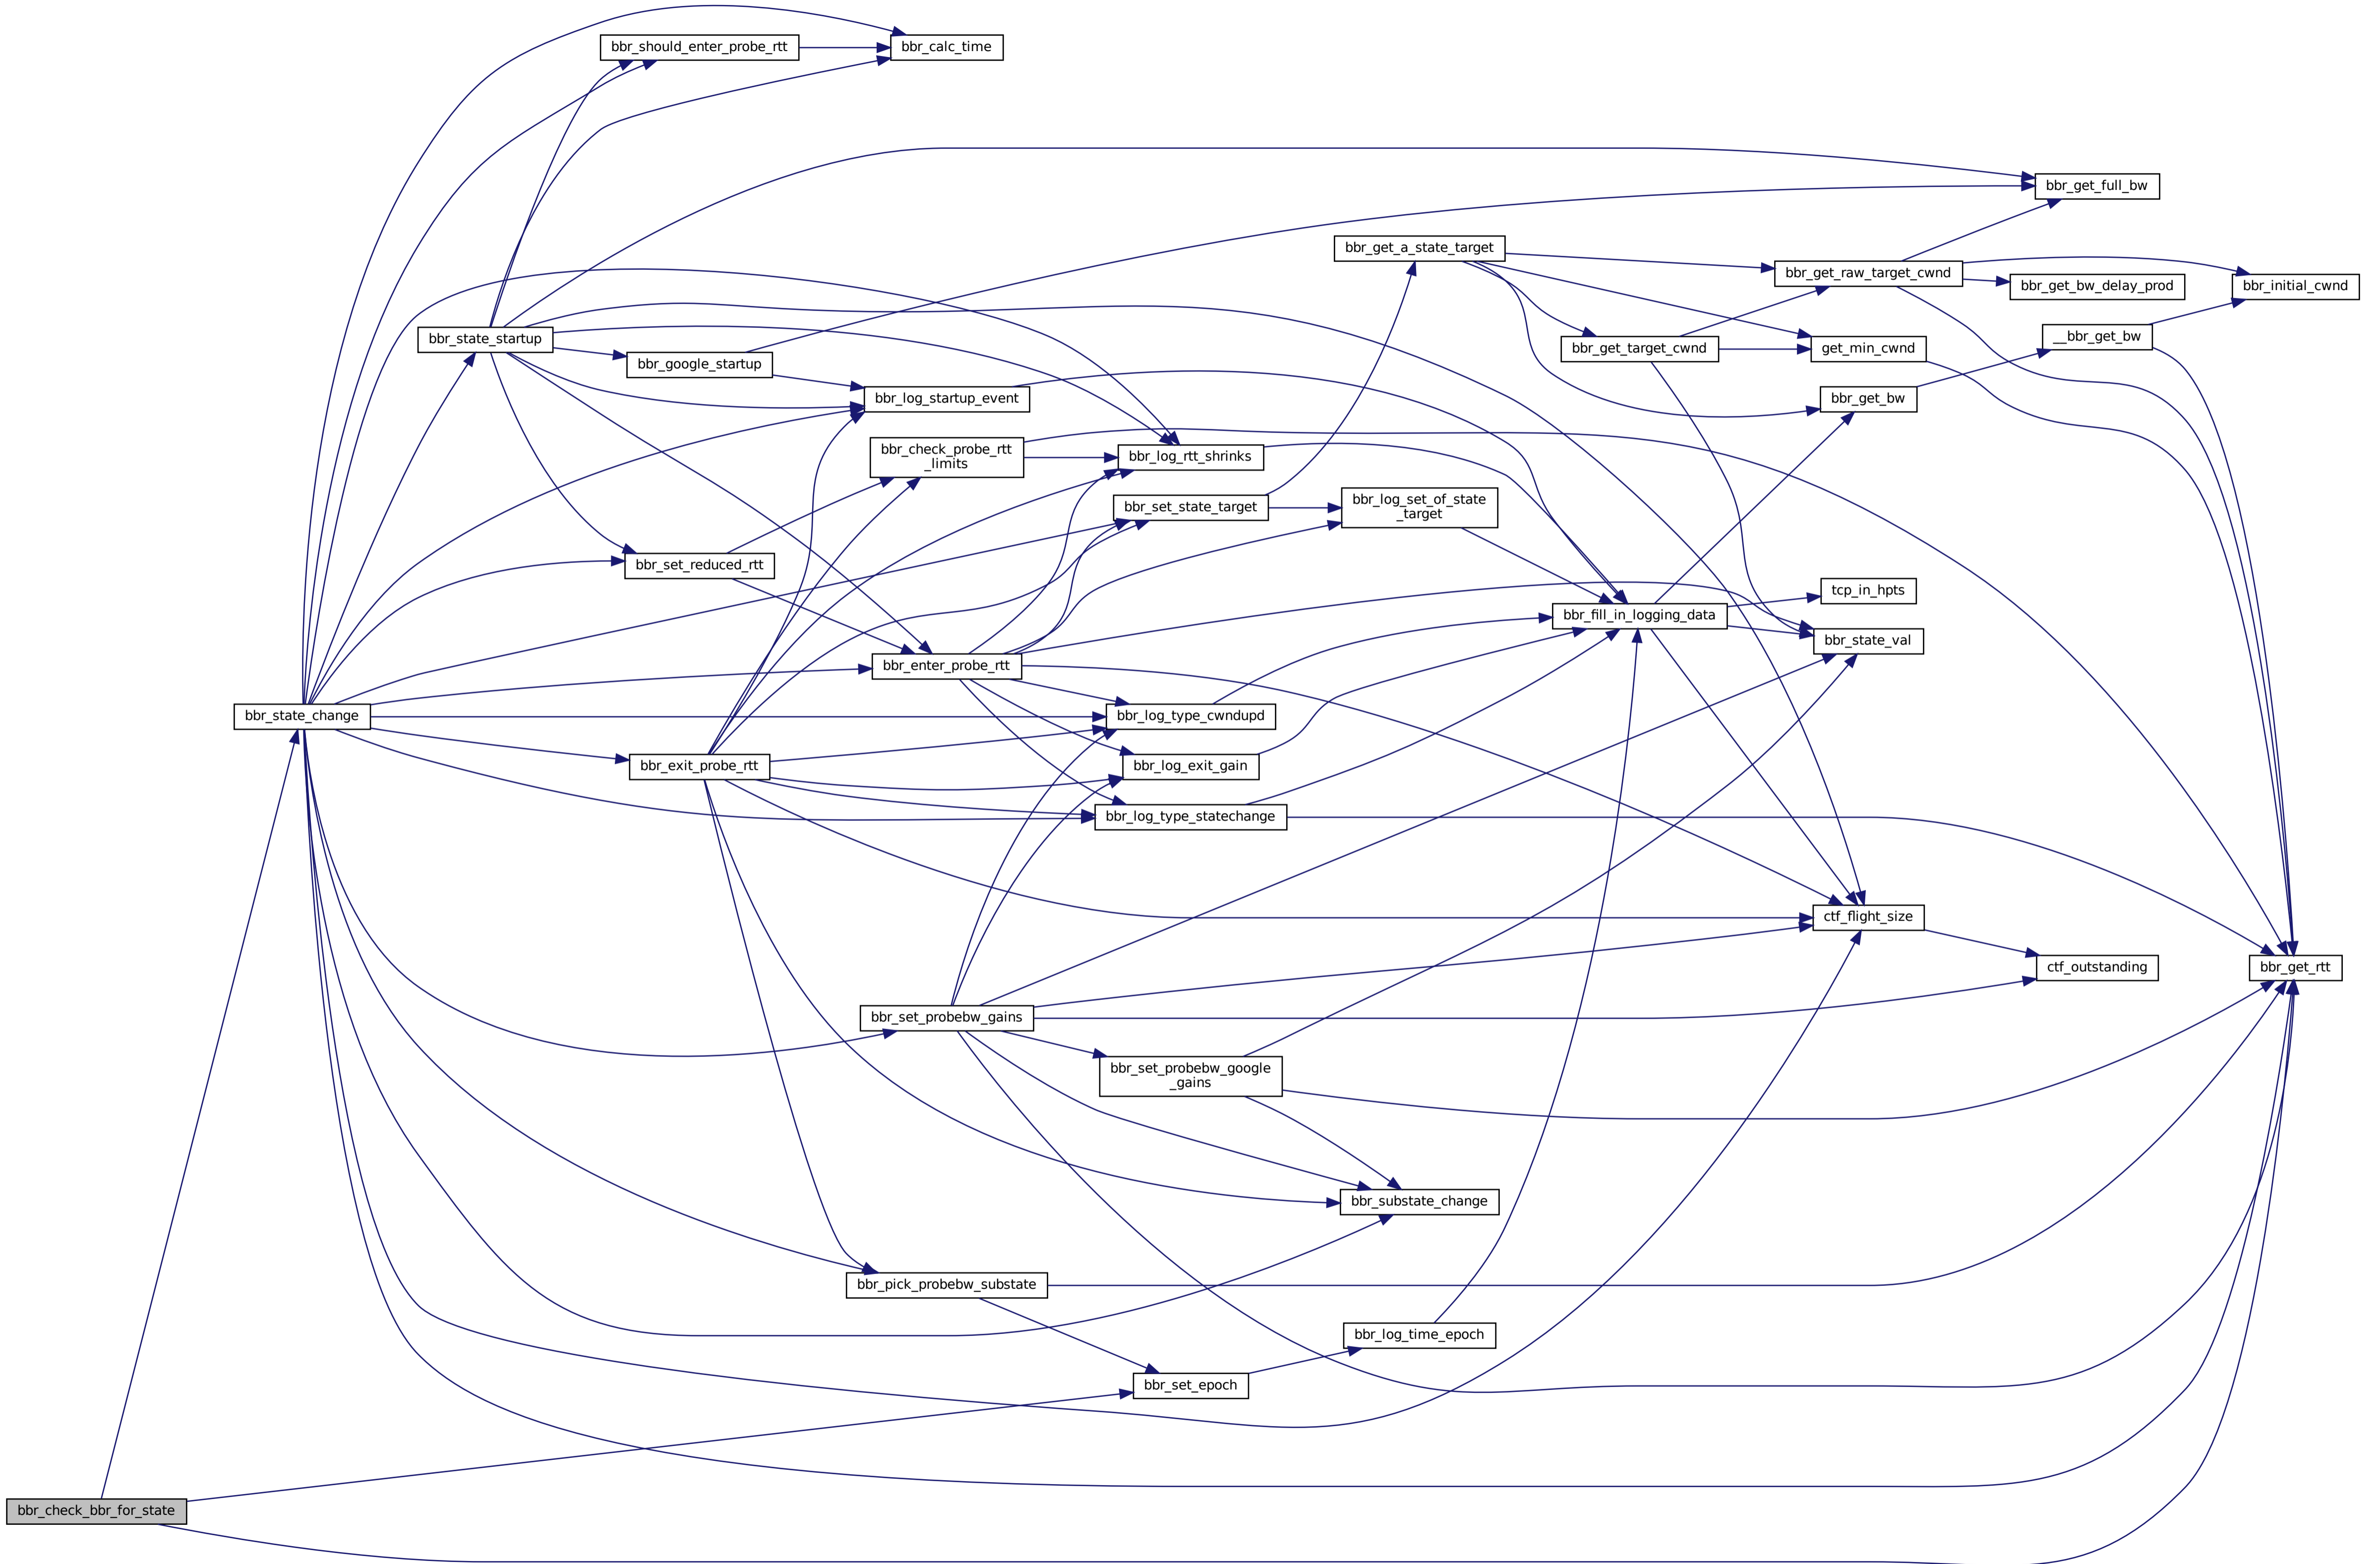 bbr_should_enter_probe_rtt
bbr_calc_time
bbr_get_full_bw
bbr_get_a_state_target
bbr_get_raw_target_cwnd
bbr_get_bw_delay_prod
bbr_initial_cwnd
bbr_state_startup
__bbr_get_bw
bbr_get_target_cwnd
get_min_cwnd
bbr_google_startup
bbr_log_startup_event
bbr_get_bw
bbr_check_probe_rtt
_limits
bbr_log_rtt_shrinks
bbr_set_state_target
bbr_log_set_of_state
_target
bbr_set_reduced_rtt
tcp_in_hpts
bbr_fill_in_logging_data
bbr_state_val
bbr_enter_probe_rtt
bbr_state_change
bbr_log_type_cwndupd
bbr_exit_probe_rtt
bbr_log_exit_gain
bbr_log_type_statechange
ctf_flight_size
ctf_outstanding
bbr_get_rtt
bbr_set_probebw_gains
bbr_set_probebw_google
_gains
bbr_substate_change
bbr_pick_probebw_substate
bbr_log_time_epoch
bbr_set_epoch
bbr_check_bbr_for_state